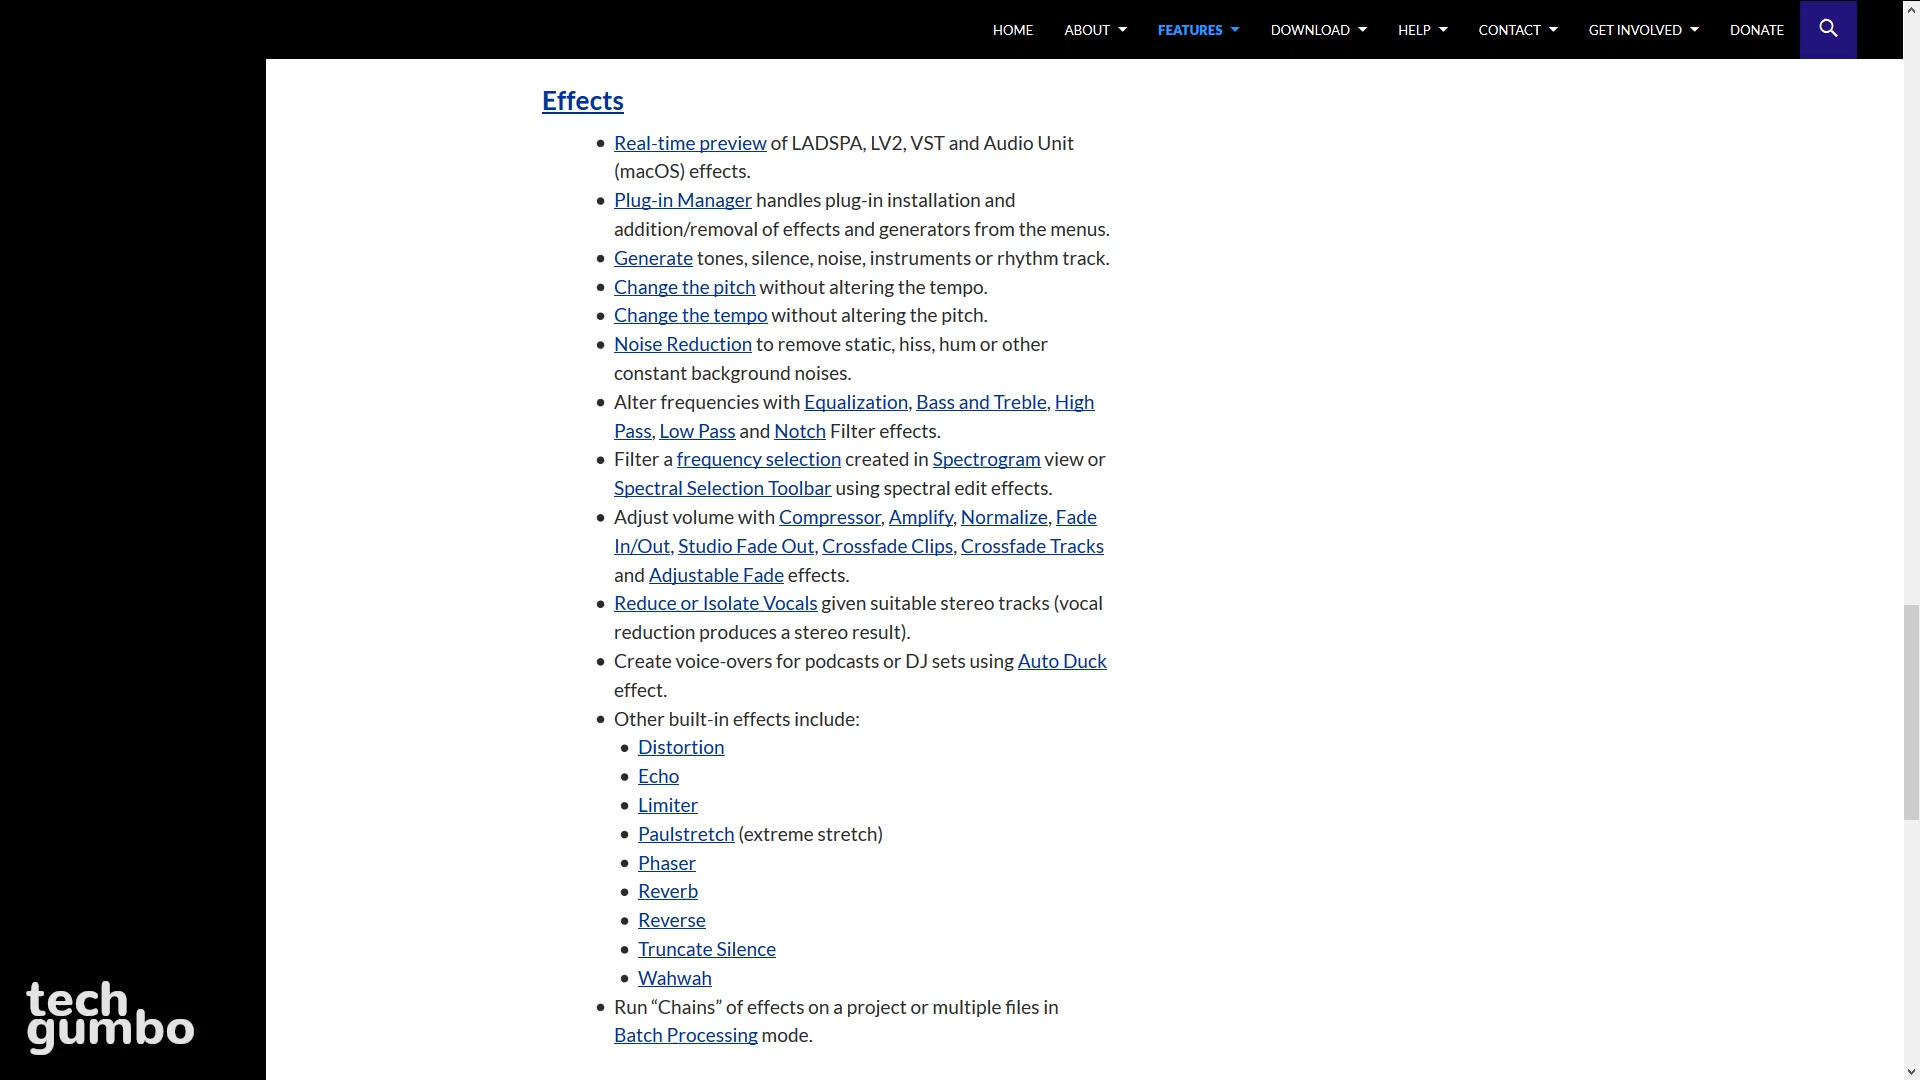 HOME ABOUT FEATURES DOWNLOAD HELP CONTACT GET INVOLVED DONATE
Effects
Real-time preview of LADSPA, LV2, VST and Audio Unit
(macOS) effects.
Plug-in Manager handles plug-in installation and
addition/removal of effects and generators from the menus.
Generate tones, silence, noise, instruments or rhythm track.
Change the pitch without altering the tempo.
Change the tempo without altering the pitch.
Noise Reduction to remove static, hiss, hum or other
constant background noises.
Alter frequencies with Equalization, Bass and Treble, High
Pass, Low Pass and Notch Filter effects.
Filter a frequency selection created in Spectrogram view or
Spectral Selection Toolbar using spectral edit effects.
Adjust volume with Compressor, Amplify, Normalize, Fade
In/Out, Studio Fade Out, Crossfade Clips, Crossfade Tracks
and Adjustable Fade effects.
Reduce or Isolate Vocals given suitable stereo tracks (vocal
reduction produces a stereo result).
Create voice-overs for podcasts or DJ sets using Auto Duck
effect.
Other built-in effects include:
Distortion
Echo
Limiter
Paulstretch (extreme stretch)
Phaser
Reverb
Reverse
Truncate Silence
Wahwah
Run “Chains” of effects on a project or multiple files in
Batch Processing mode.
tech
gumbo